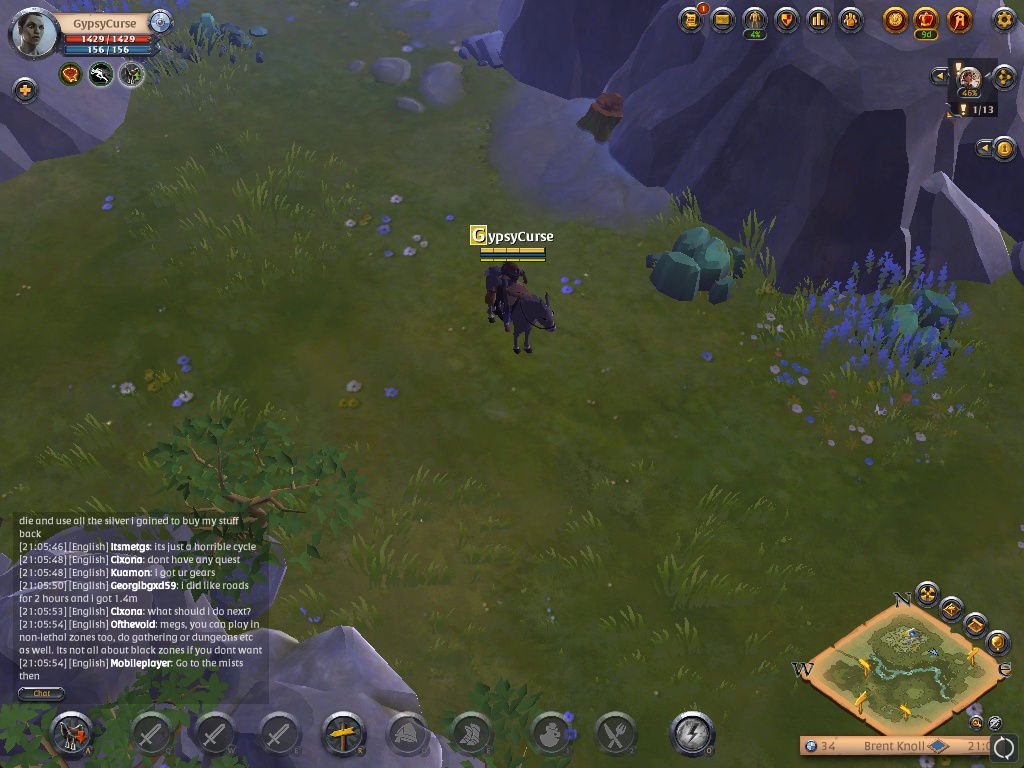 GypsyCurse
1429 / 1429
156 / 156
1
4%
9d
46%
1/13
GypsyCurse
die and use all the silver i gained to buy my stuff
back
[21:05:46] [English] Itsmetgs: its just a horrible cycle
[21:05:48] [English] Cixona: dont have any quest
[21:05:48] [English] Kuamon: i got ur gears
[21:05:50] [English] Georgibgxd59: i did like roads
for 2 hours and i got 1.4m
[21:05:53] [English] Cixona: what should i do next?
[21:05:54] [English] Ofthevoid: megs, you can play in
non-lethal zones too, do gathering or dungeons etc
as well. Its not all about black zones if you dont want
[21:05:54] [English] Mobileplayer: Go to the mists
then
Chat
A
Q
W
E
R
N
W
E
34 Brent Knoll